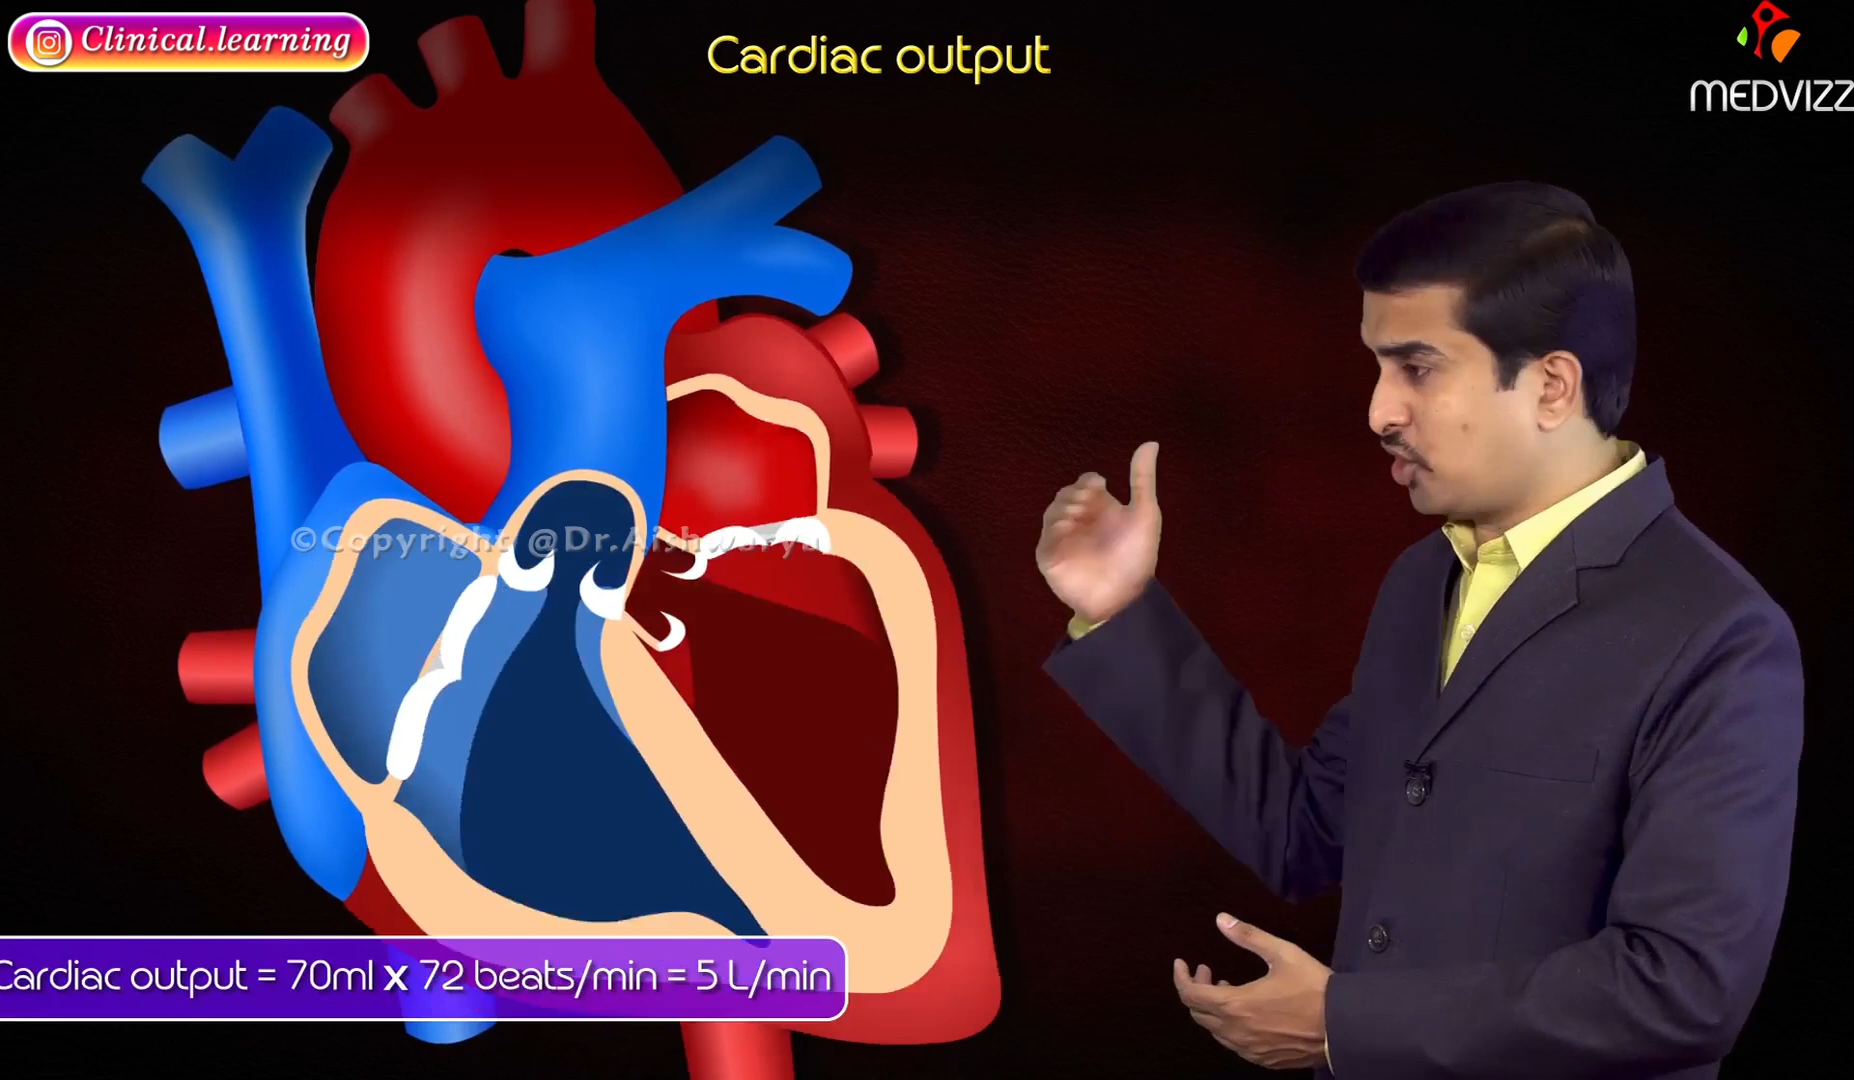 Clinical.learning
Cardiac output
MEDVIZZ
©Copyright @Dr.Aishwarya
Cardiac output = 70ml x 72 beats/min = 5 L/min